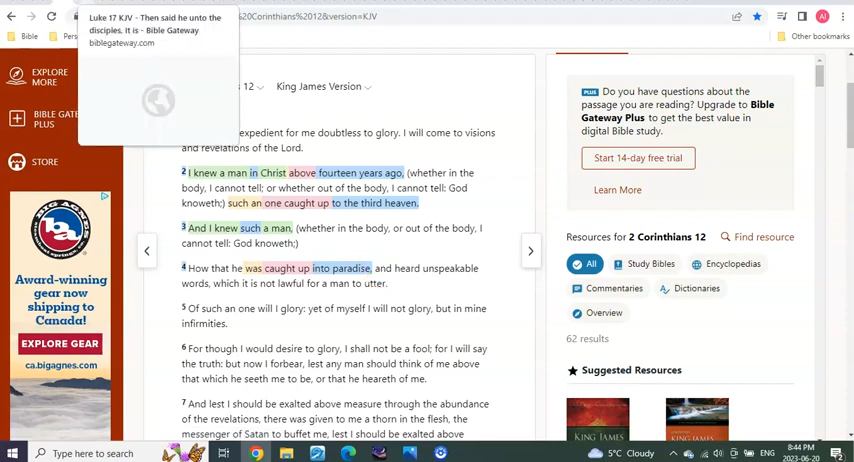 Luke 17 KJV - Then said he unto the
disciples, It is - Bible Gateway
biblegateway.com
%20Corinthians%2012&version=KJV
Bible
Pers
Other bookmarks
AI
EXPLORE
MORE
BIBLE GATE
PLUS
STORE
BIG AGNES
Award-winning
gear now
shipping to
Canada!
EXPLORE GEAR
ca.bigagnes.com
12
King James Version
expedient for me doubtless to glory. I will come to visions
and revelations of the Lord.
2 I knew a man in Christ above fourteen years ago, (whether in the
body, I cannot tell; or whether out of the body, I cannot tell: God
knoweth;) such an one caught up to the third heaven.
3 And I knew such a man, (whether in the body, or out of the body, I
cannot tell: God knoweth;)
4 How that he was caught up into paradise, and heard unspeakable
words, which it is not lawful for a man to utter.
5 Of such an one will I glory: yet of myself I will not glory, but in mine
infirmities.
6 For though I would desire to glory, I shall not be a fool; for I will say
the truth: but now I forbear, lest any man should think of me above
that which he seeth me to be, or that he heareth of me.
7 And lest I should be exalted above measure through the abundance
of the revelations, there was given to me a thorn in the flesh, the
messenger of Satan to buffet me, lest I should be exalted above
PLUS Do you have questions about the
passage you are reading? Upgrade to Bible
Gateway Plus to get the best value in
digital Bible study.
Start 14-day free trial
Learn More
Resources for 2 Corinthians 12
Find resource
All
Study Bibles
Encyclopedias
Commentaries
Dictionaries
Overview
62 results
Suggested Resources
KING JAMES
KING JAMES
Type here to search
5°C Cloudy
ENG
8:44 PM
2023-06-20
2